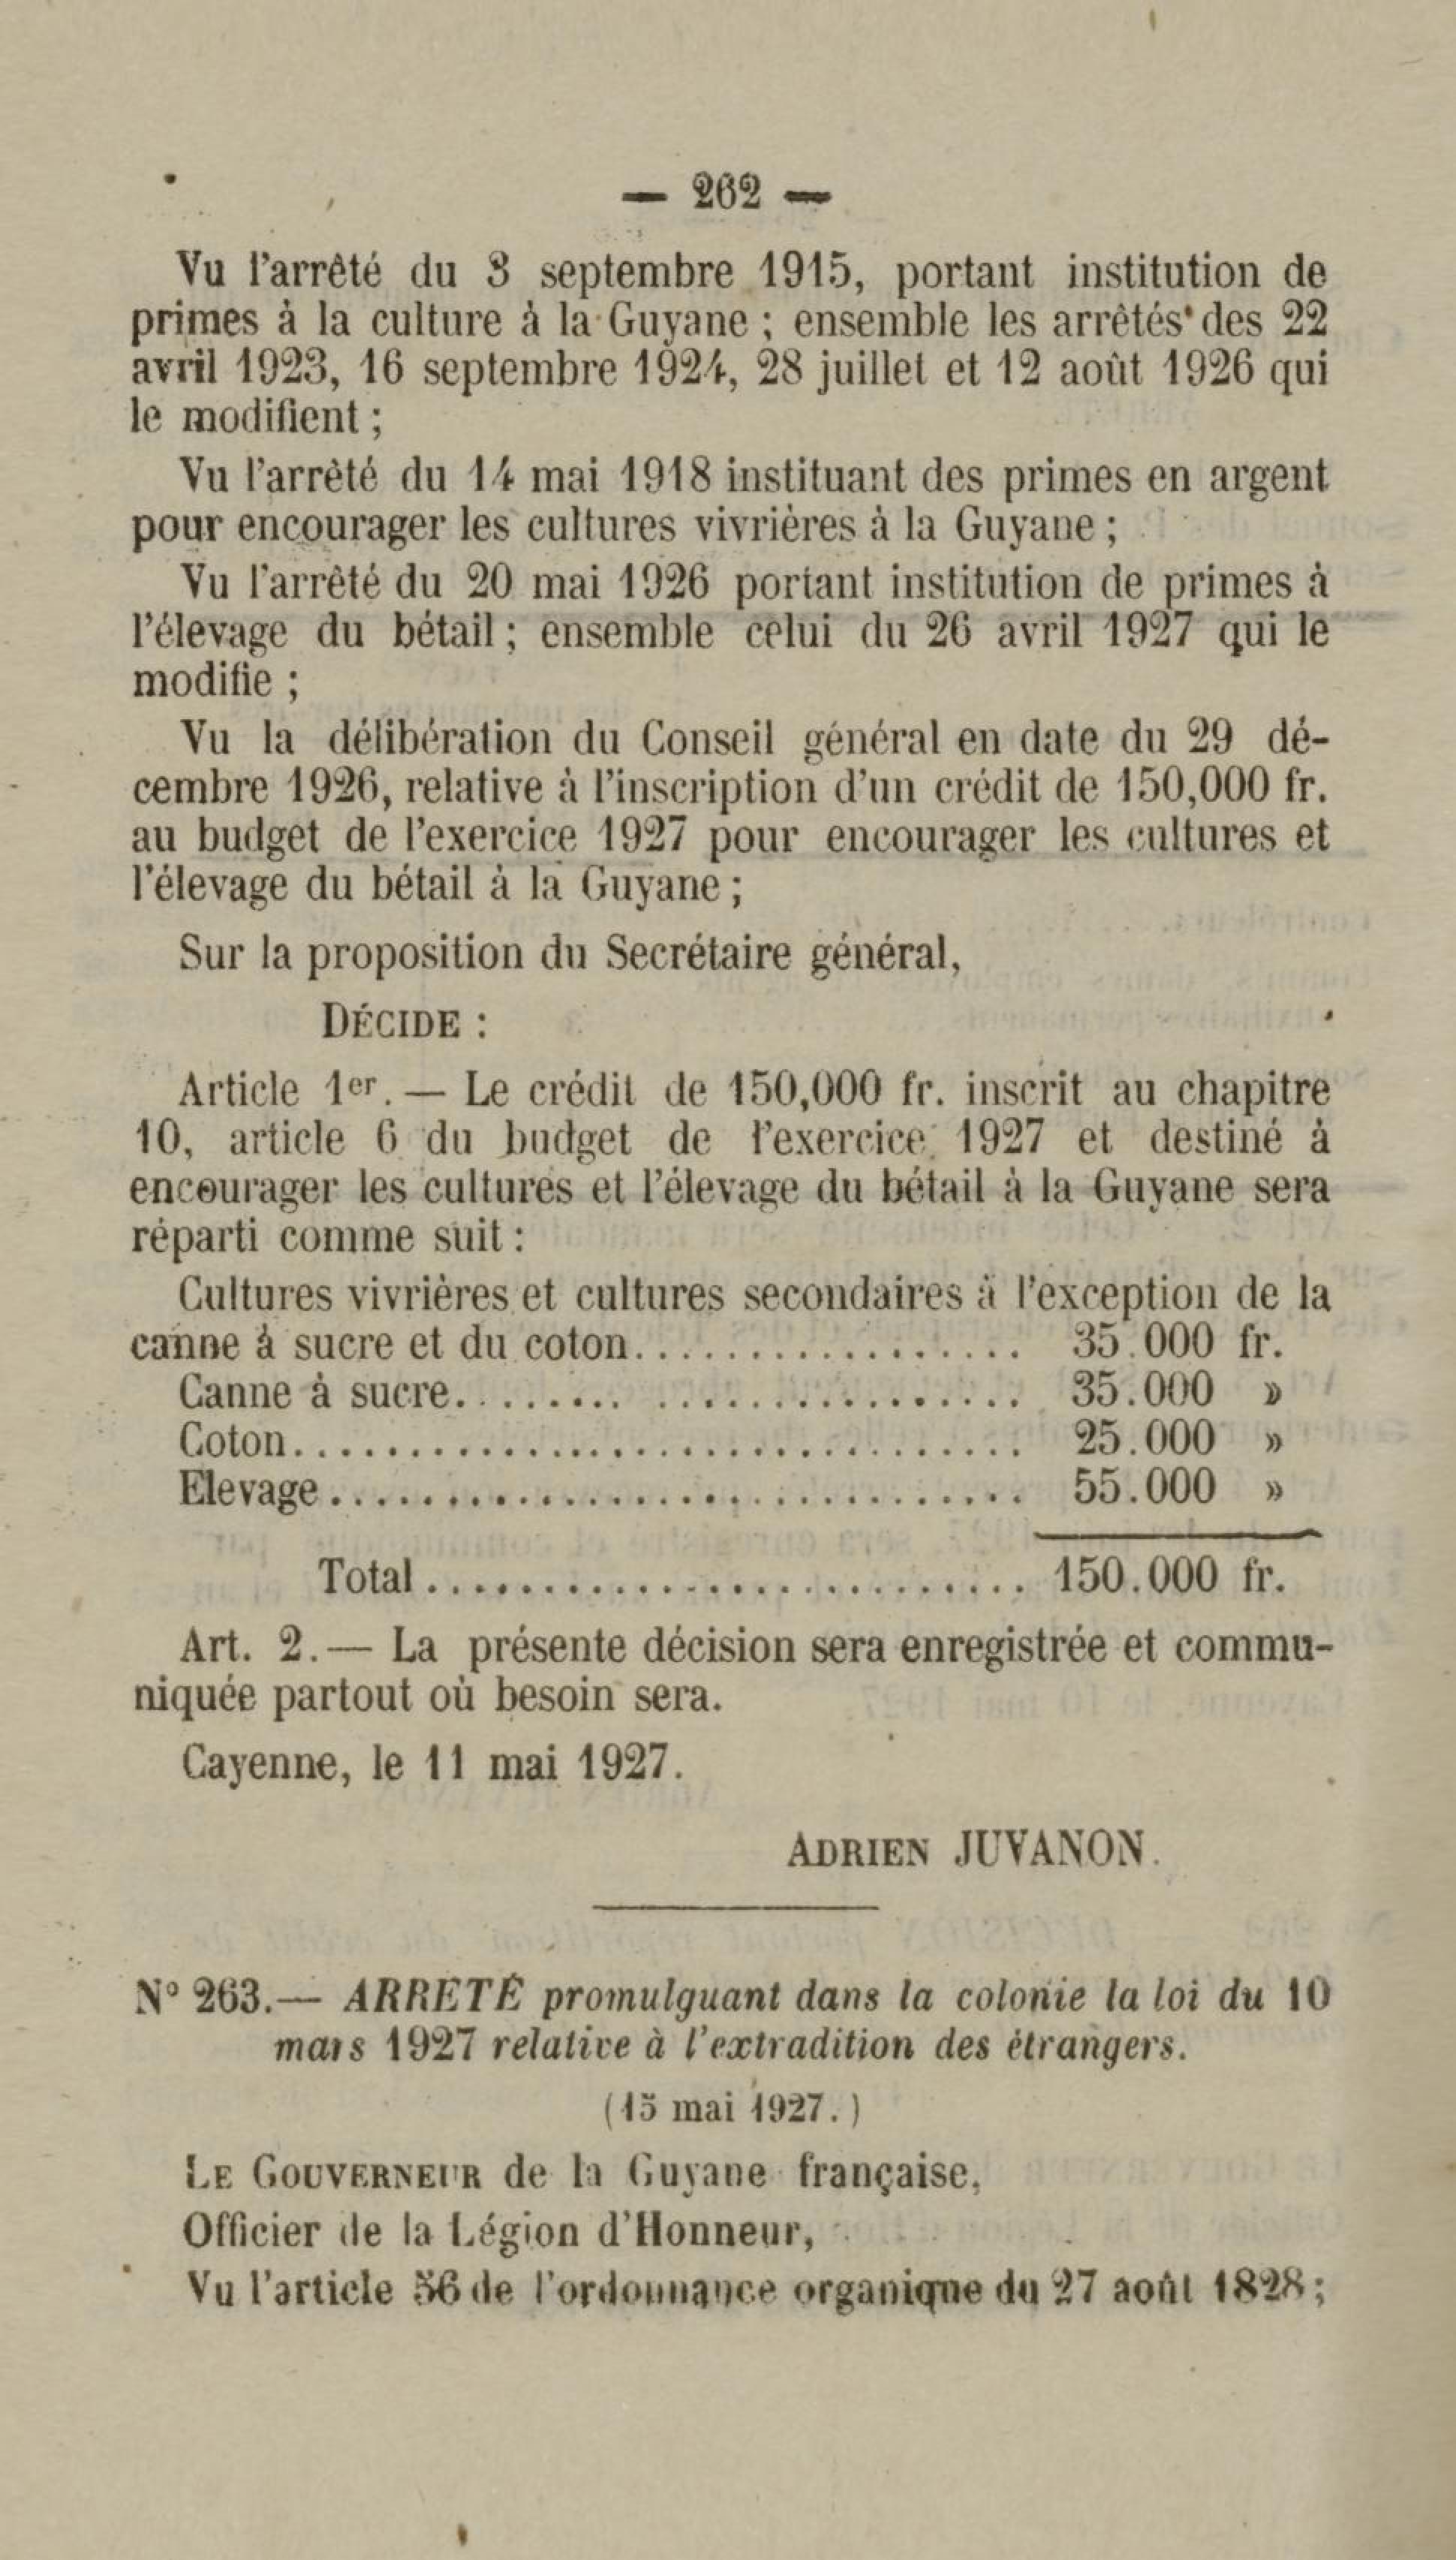 — 262 —
Vu l'arrêté du 3 septembre 1915, portant institution de
primes à la culture à la Guyane ; ensemble les arrêtés des 22
avril 1923, 16 septembre 1924, 28 juillet et 12 août 1926 qui
le modifient ;
Vu l'arrêté du 14 mai 1918 instituant des primes en argent
pour encourager les cultures vivrières à la Guyane ;
Vu l'arrêté du 20 mai 1926 portant institution de primes à
l'élevage du bétail ; ensemble celui du 26 avril 1927 qui le
modifie ;
Vu la délibération du Conseil général en date du 29 dé-
cembre 1926, relative à l'inscription d'un crédit de 150,000 fr.
au budget de l'exercice 1927 pour encourager les cultures et
l'élevage du bétail à la Guyane ;
Sur la proposition du Secrétaire général,
DÉCIDE :
Article 1er. — Le crédit de 150,000 fr. inscrit au chapitre
10, article 6 du budget de l'exercice 1927 et destiné à
encourager les cultures et l'élevage du bétail à la Guyane sera
réparti comme suit :
Cultures vivrières et cultures secondaires à l'exception de la
canne à sucre et du coton.................. 35.000 fr.
Canne à sucre........................ 35.000 »
Coton................................ 25.000 »
Elevage.............................. 55.000 »
Total.......................... 150.000 fr.
Art. 2.— La présente décision sera enregistrée et commu-
niquée partout où besoin sera.
Cayenne, le 11 mai 1927.
ADRIEN JUVANON.
N° 263.— ARRETÉ promulguant dans la colonie la loi du 10
mars 1927 relative à l'extradition des étrangers.
(15 mai 1927.)
LE GOUVERNEUR de la Guyane française,
Officier de la Légion d'Honneur,
Vu l'article 56 de l'ordonnance organique du 27 août 1828 ;